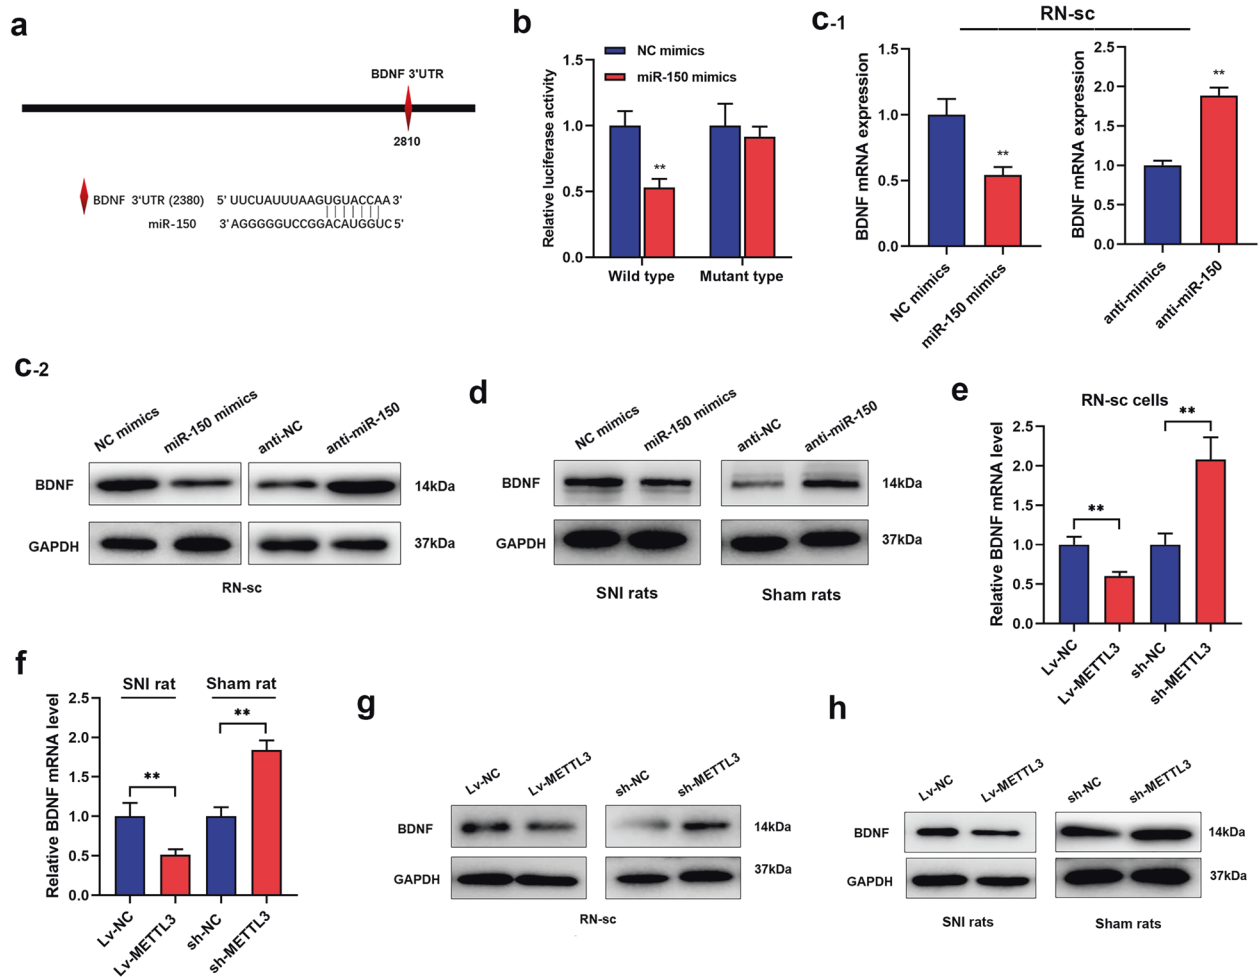 a
BDNF 3'UTR
2810
BDNF 3'UTR (2380) 5' UUCUAUUUAAGUGUACCAA 3'
miR-150 3' AGGGGGUCCGGACAUGGUC 5'
b
NC mimics
miR-150 mimics
Relative luciferase activity
1.5
1.0
0.5
0.0
**
Wild type
Mutant type
c-1
RN-sc
BDNF mRNA expression
1.5
1.0
0.5
0.0
**
NC mimics
miR-150 mimics
BDNF mRNA expression
2.5
2.0
1.5
1.0
0.5
0.0
**
anti-mimics
anti-miR-150
c-2
NC mimics
miR-150 mimics
anti-NC
anti-miR-150
BDNF
14kDa
GAPDH
37kDa
RN-sc
d
NC mimics
miR-150 mimics
anti-NC
anti-miR-150
BDNF
14kDa
GAPDH
37kDa
SNI rats
Sham rats
e
RN-sc cells
Relative BDNF mRNA level
2.5
2.0
1.5
1.0
0.5
0.0
**
**
Lv-NC
Lv-METTL3
sh-NC
sh-METTL3
f
SNI rat
Sham rat
Relative BDNF mRNA level
2.5
2.0
1.5
1.0
0.5
0.0
**
**
Lv-NC
Lv-METTL3
sh-NC
sh-METTL3
g
Lv-NC
Lv-METTL3
sh-NC
sh-METTL3
BDNF
14kDa
GAPDH
37kDa
RN-sc
h
Lv-NC
Lv-METTL3
sh-NC
sh-METTL3
BDNF
14kDa
GAPDH
37kDa
SNI rats
Sham rats